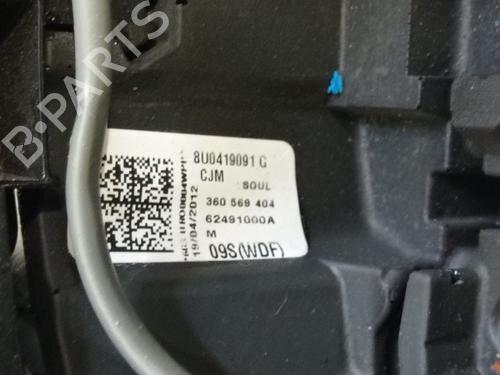 B-PARTS
8U0419091 G
CJM SOUL
360 569 404
62491000A
M
09S(WDF)
19/04/2012